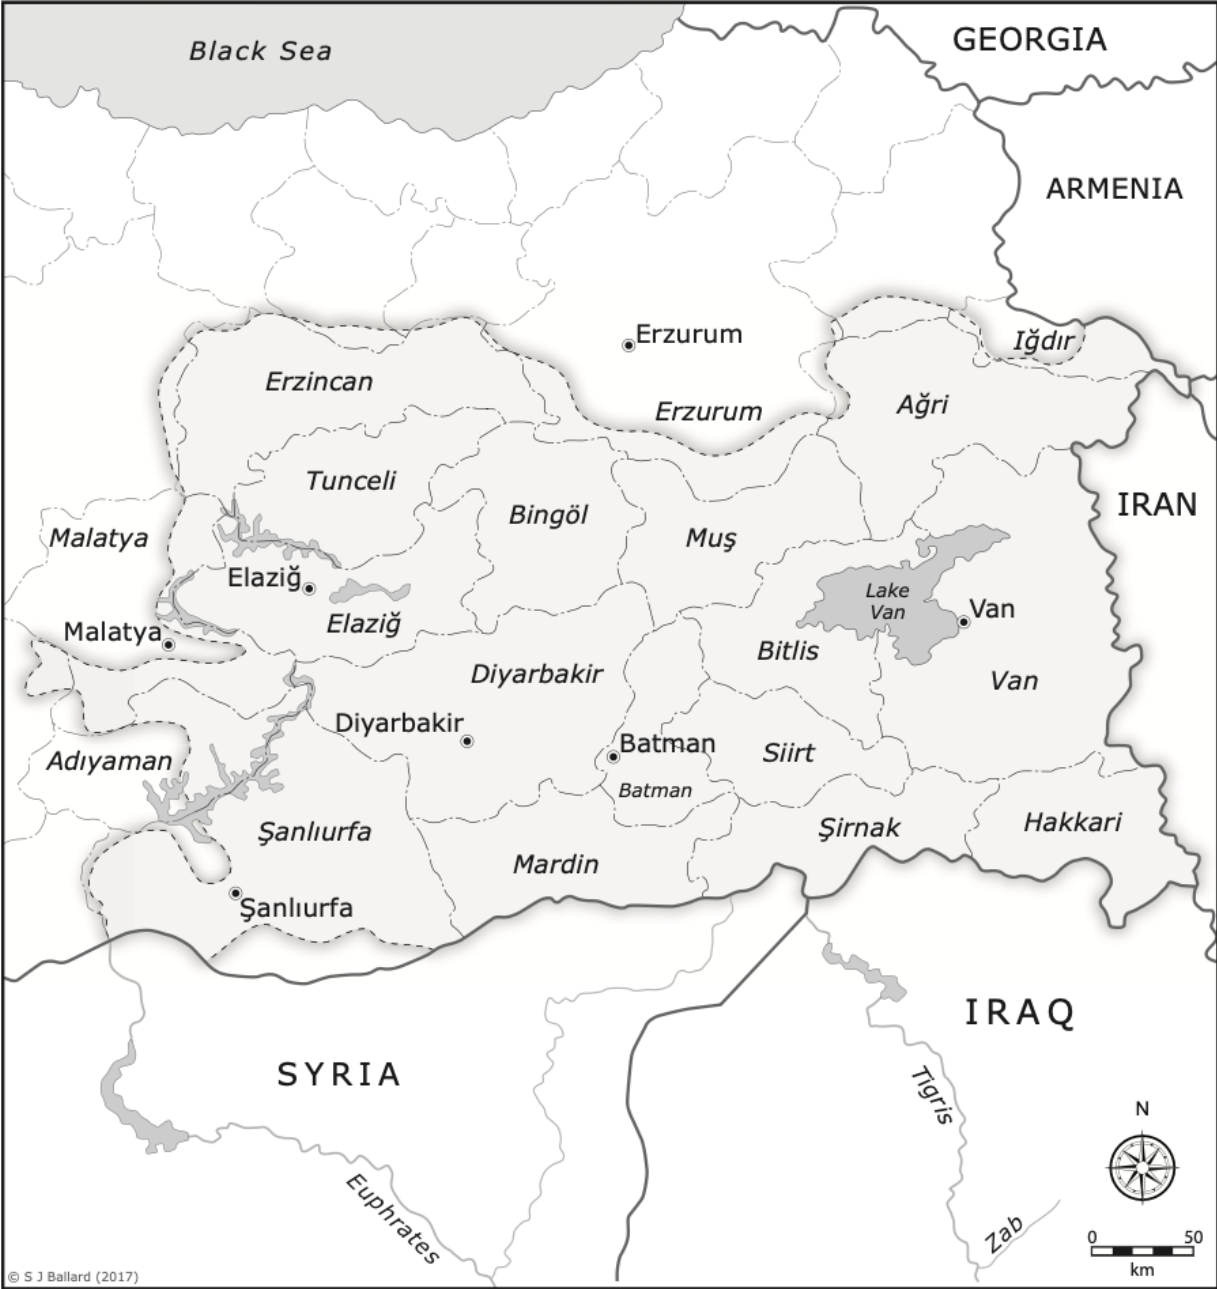 Black Sea
GEORGIA
ARMENIA
Erzurum
Iğdır
Erzincan
Erzurum
Ağri
Tunceli
Bingöl
IRAN
Malatya
Muş
Elaziğ
Lake
Van
Van
Malatya
Elaziğ
Bitlis
Diyarbakir
Van
Diyarbakir
Batman
Siirt
Adıyaman
Batman
Şanlıurfa
Şirnak
Hakkari
Mardin
Şanlıurfa
IRAQ
SYRIA
Tigris
N
Euphrates
Zab
0 50
km
© S J Ballard (2017)